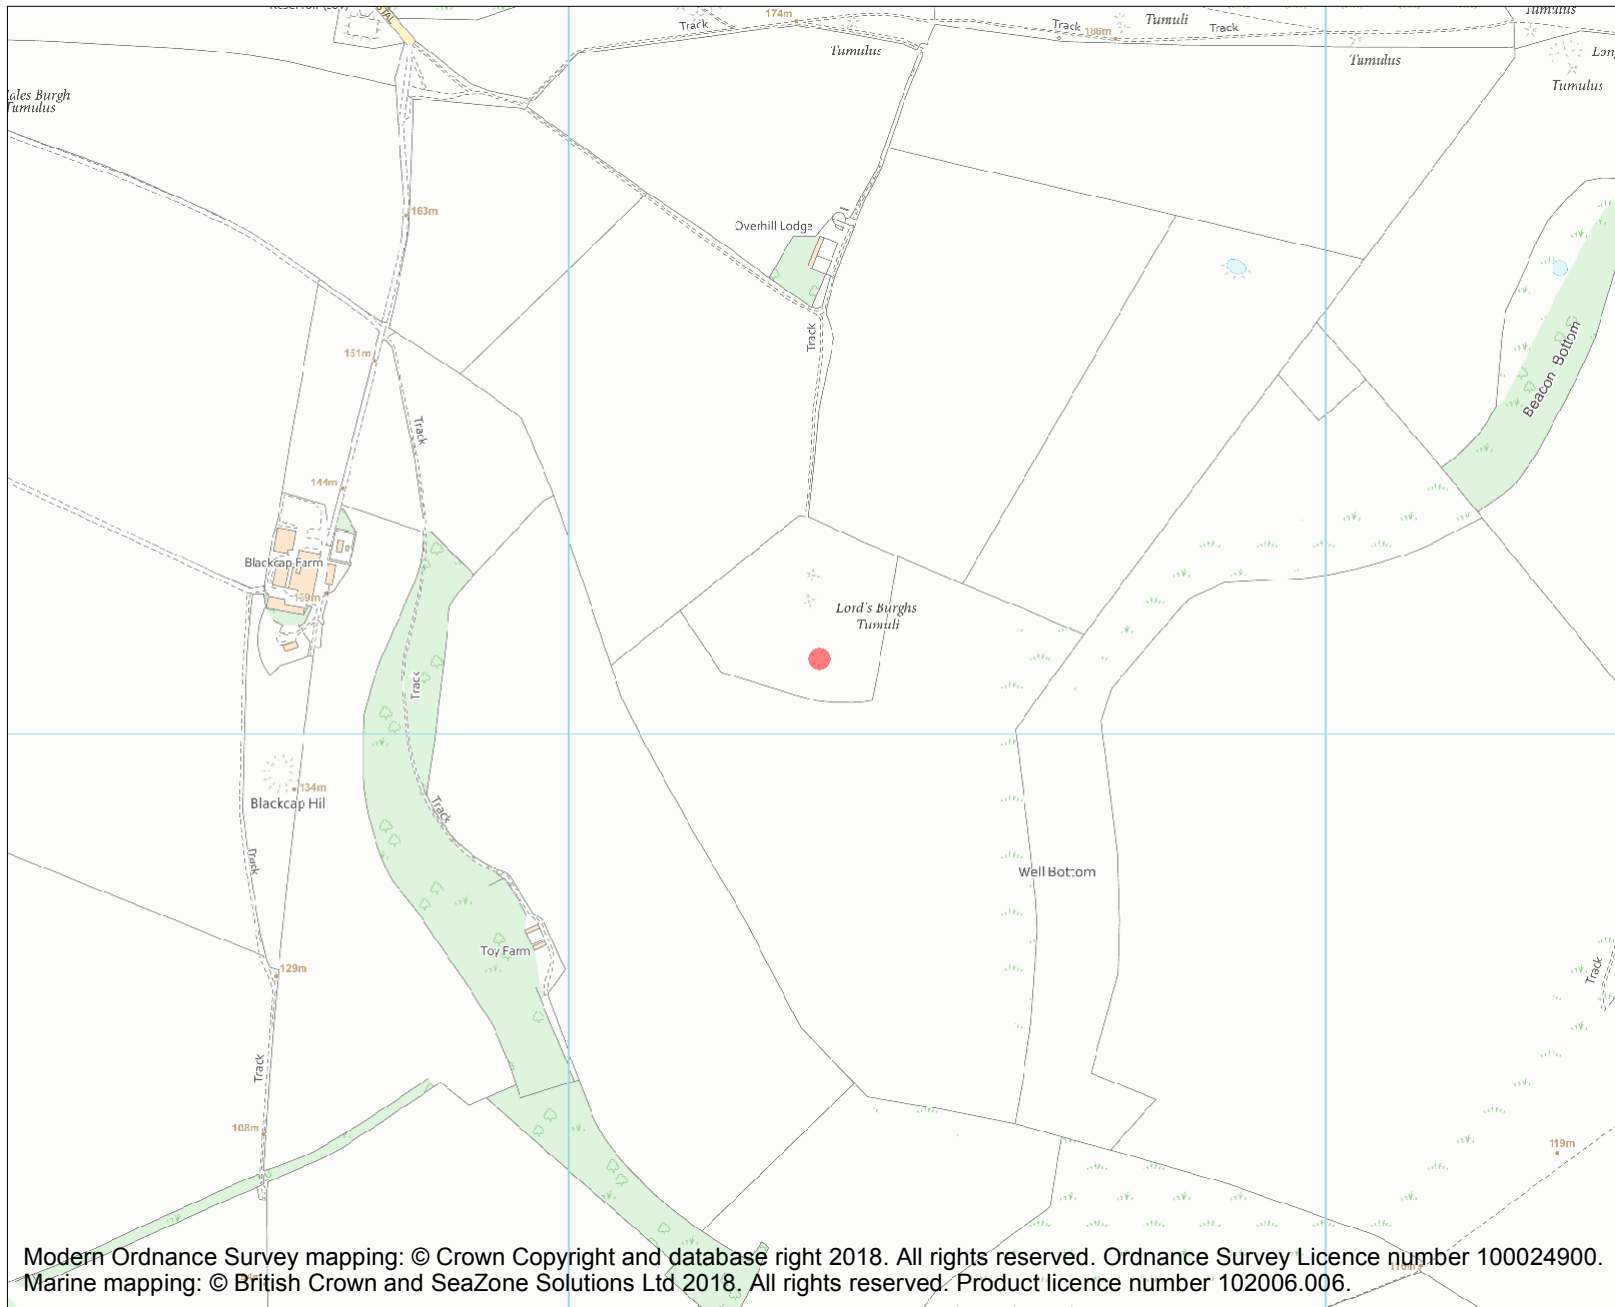 174m
Track
Tumuli
Track
186m
Track
Tumulus
Tumulus
Tumulus
Tumulus
Burgh
Tumulus
163m
Overhill Lodge
Track
151m
Track
Beacon Bottom
144m
Blackcap Farm
139m
Lord's Burghs
Tumuli
Track
134m
Blackcap Hil
Track
Track
Well Bottom
Toy Farm
129m
Track
Track
108m
119m
Modern Ordnance Survey mapping: © Crown Copyright and database right 2018. All rights reserved. Ordnance Survey Licence number 100024900.
Marine mapping: © British Crown and SeaZone Solutions Ltd 2018. All rights reserved. Product licence number 102006.006.